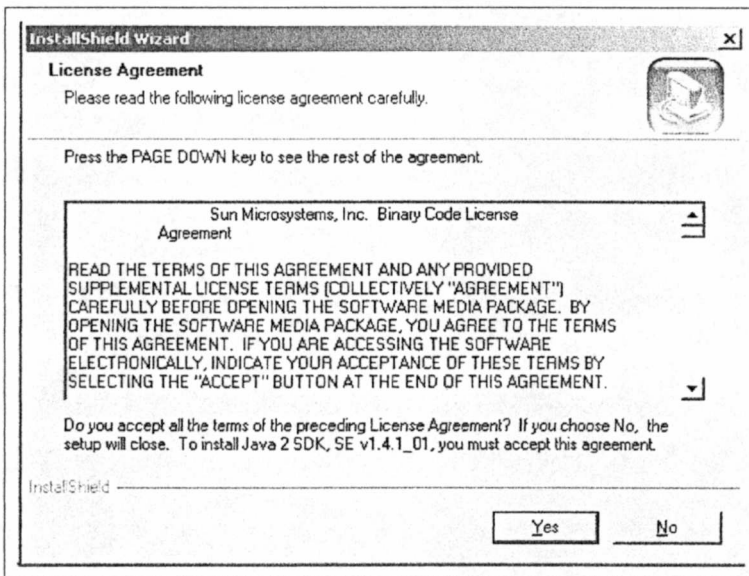 InstallShield Wizard
License Agreement
Please read the following license agreement carefully.
Press the PAGE DOWN key to see the rest of the agreement.
Sun Microsystems, Inc.  Binary Code License
Agreement
READ THE TERMS OF THIS AGREEMENT AND ANY PROVIDED
SUPPLEMENTAL LICENSE TERMS (COLLECTIVELY "AGREEMENT")
CAREFULLY BEFORE OPENING THE SOFTWARE MEDIA PACKAGE.  BY
OPENING THE SOFTWARE MEDIA PACKAGE, YOU AGREE TO THE TERMS
OF THIS AGREEMENT.  IF YOU ARE ACCESSING THE SOFTWARE
ELECTRONICALLY, INDICATE YOUR ACCEPTANCE OF THESE TERMS BY
SELECTING THE "ACCEPT" BUTTON AT THE END OF THIS AGREEMENT.
Do you accept all the terms of the preceding License Agreement?  If you choose No,  the
setup will close.  To install Java 2 SDK, SE v1.4.1_01, you must accept this agreement.
InstallShield
Yes No